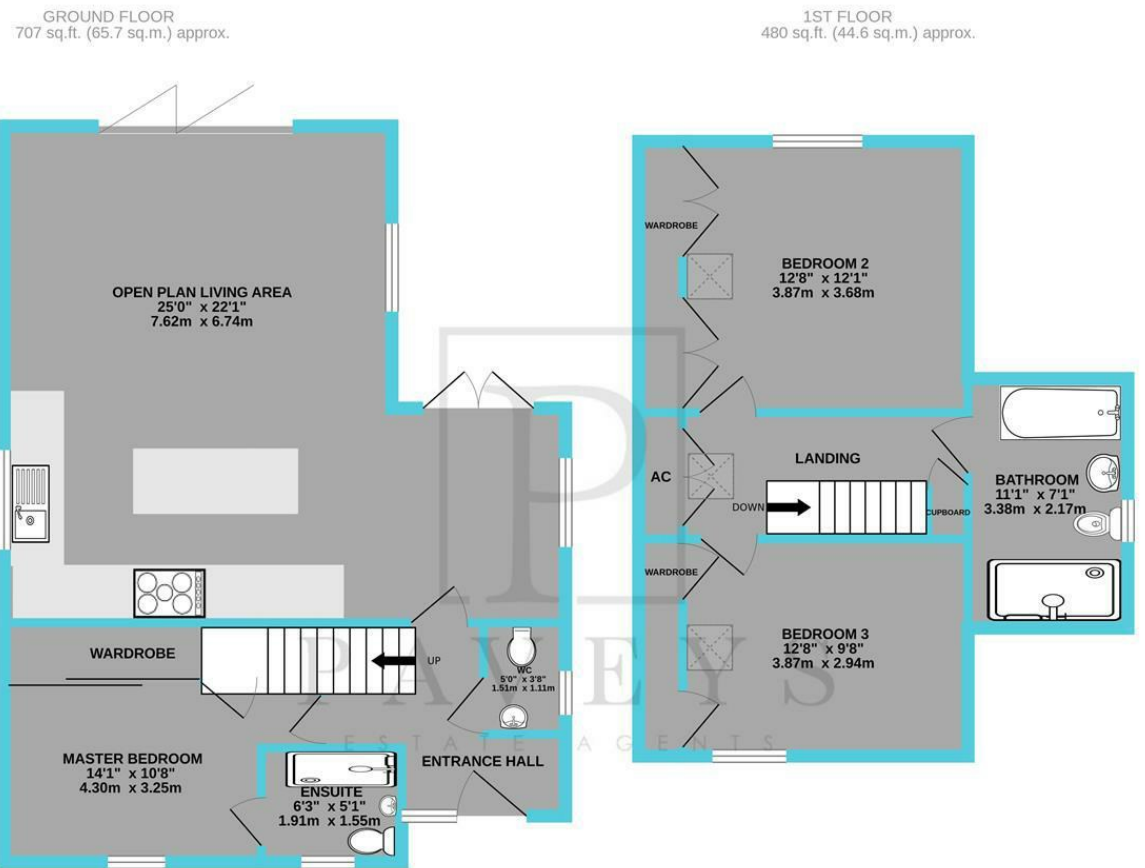 GROUND FLOOR
707 sq.ft. (65.7 sq.m.) approx.
OPEN PLAN LIVING AREA
25'0" x 22'1"
7.62m x 6.74m
WARDROBE
UP
WC
5'0" x 3'8"
1.51m x 1.11m
MASTER BEDROOM
14'1" x 10'8"
4.30m x 3.25m
ENSUITE
6'3" x 5'1"
1.91m x 1.55m
ENTRANCE HALL
1ST FLOOR
480 sq.ft. (44.6 sq.m.) approx.
WARDROBE
BEDROOM 2
12'8" x 12'1"
3.87m x 3.68m
AC
LANDING
DOWN
CUPBOARD
BATHROOM
11'1" x 7'1"
3.38m x 2.17m
WARDROBE
BEDROOM 3
12'8" x 9'8"
3.87m x 2.94m
P
PAVEYS
ESTATE AGENTS